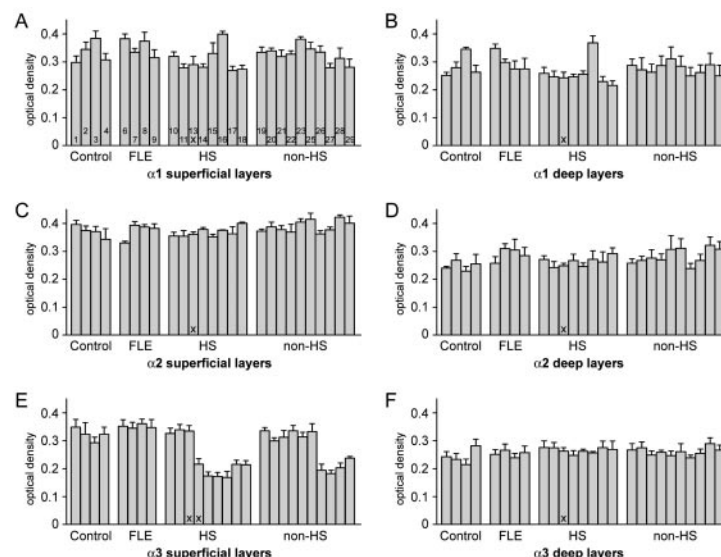 A
optical density
0.4
0.3
0.2
0.1
0
1 2 3 4 6 7 8 9 10 11 13 x 14 15 16 17 18 19 20 21 22 23 25 26 27 28 29
Control FLE HS non-HS
α1 superficial layers
B
optical density
0.4
0.3
0.2
0.1
0
x
Control FLE HS non-HS
α1 deep layers
C
optical density
0.4
0.3
0.2
0.1
0
x
Control FLE HS non-HS
α2 superficial layers
D
optical density
0.4
0.3
0.2
0.1
0
x
Control FLE HS non-HS
α2 deep layers
E
optical density
0.4
0.3
0.2
0.1
0
x x
Control FLE HS non-HS
α3 superficial layers
F
optical density
0.4
0.3
0.2
0.1
0
x
Control FLE HS non-HS
α3 deep layers